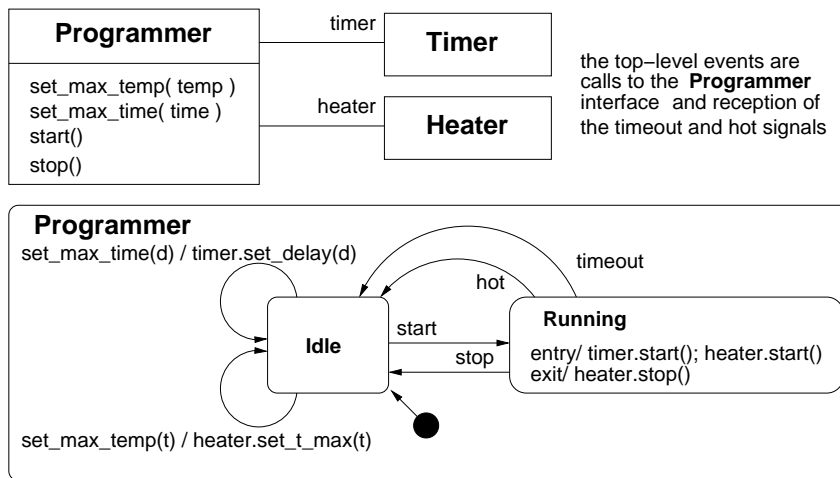 Programmer
set_max_temp( temp )
set_max_time( time )
start()
stop()
timer
Timer
heater
Heater
the top−level events are
calls to the Programmer
interface and reception of
the timeout and hot signals
Programmer
set_max_time(d) / timer.set_delay(d)
timeout
hot
Idle
start
stop
Running
entry/ timer.start(); heater.start()
exit/ heater.stop()
set_max_temp(t) / heater.set_t_max(t)